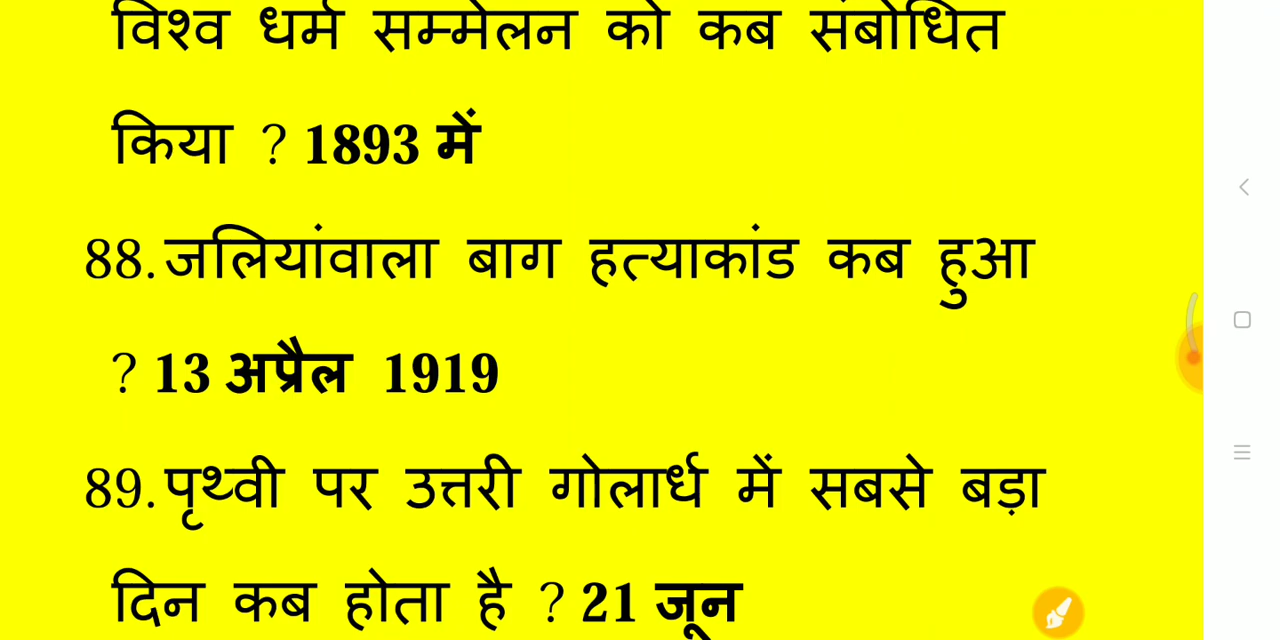 विश्व धर्म सम्मेलन को कब संबोधित
किया ? 1893 में
88. जलियांवाला बाग हत्याकांड कब हुआ
? 13 अप्रैल 1919
89. पृथ्वी पर उत्तरी गोलार्ध में सबसे बड़ा
दिन कब होता है ? 21 जून